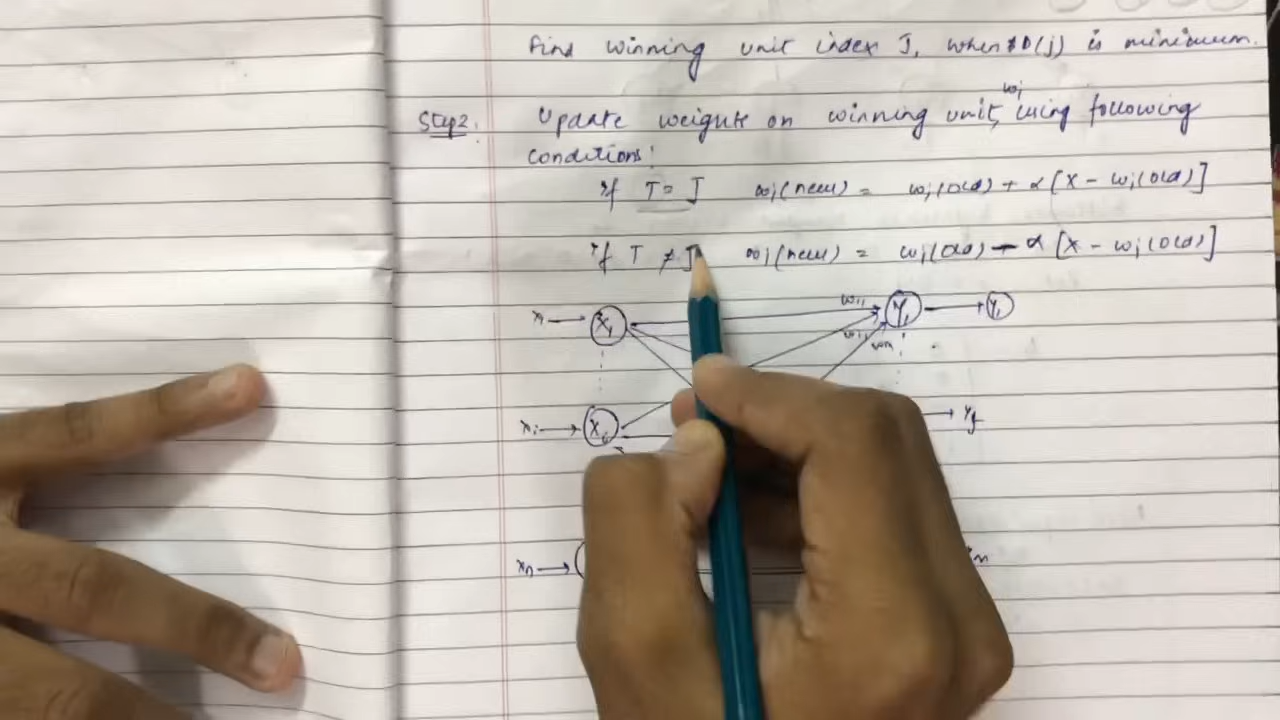 Find winning unit index J, when D(j) is minimum.
wj
Step2. Update weights on winning unit, using following
conditions:
If T = J wj(new) = wj(old) + α[X - wj(old)]
If T ≠ J wj(new) = wj(old) - α[X - wj(old)]
x1 X1 w11 Y1 Y1
w11
xi Xi Yj
xn